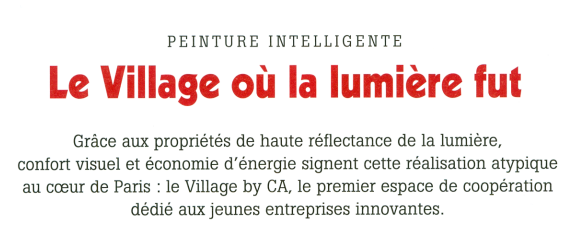 PEINTURE INTELLIGENTE
Le Village où la lumière fut
Grâce aux propriétés de haute réflectance de la lumière,
confort visuel et économie d'énergie signent cette réalisation atypique
au cœur de Paris : le Village by CA, le premier espace de coopération
dédié aux jeunes entreprises innovantes.